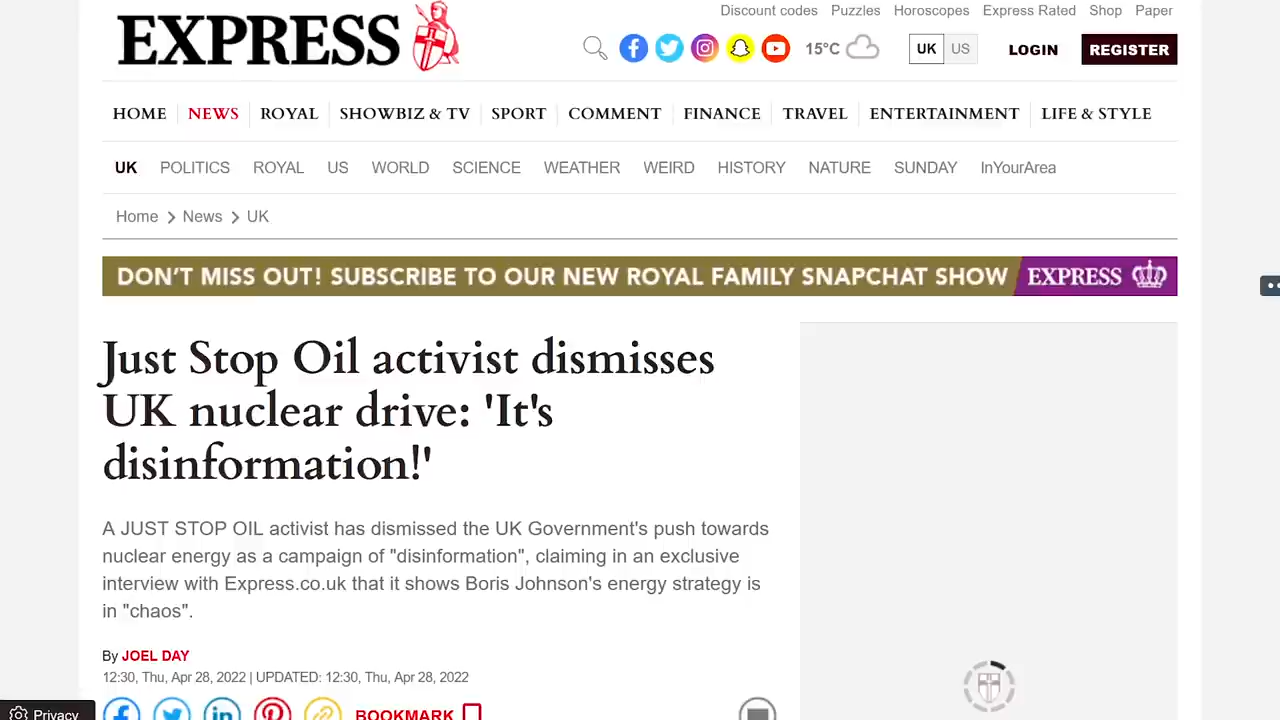 Discount codes Puzzles Horoscopes Express Rated Shop Paper
EXPRESS
15°C UK US LOGIN REGISTER
HOME NEWS ROYAL SHOWBIZ & TV SPORT COMMENT FINANCE TRAVEL ENTERTAINMENT LIFE & STYLE
UK POLITICS ROYAL US WORLD SCIENCE WEATHER WEIRD HISTORY NATURE SUNDAY InYourArea
Home News UK
DON'T MISS OUT! SUBSCRIBE TO OUR NEW ROYAL FAMILY SNAPCHAT SHOW EXPRESS
Just Stop Oil activist dismisses
UK nuclear drive: 'It's
disinformation!'
A JUST STOP OIL activist has dismissed the UK Government's push towards
nuclear energy as a campaign of "disinformation", claiming in an exclusive
interview with Express.co.uk that it shows Boris Johnson's energy strategy is
in "chaos".
By JOEL DAY
12:30, Thu, Apr 28, 2022 | UPDATED: 12:30, Thu, Apr 28, 2022
BOOKMARK
Privacy